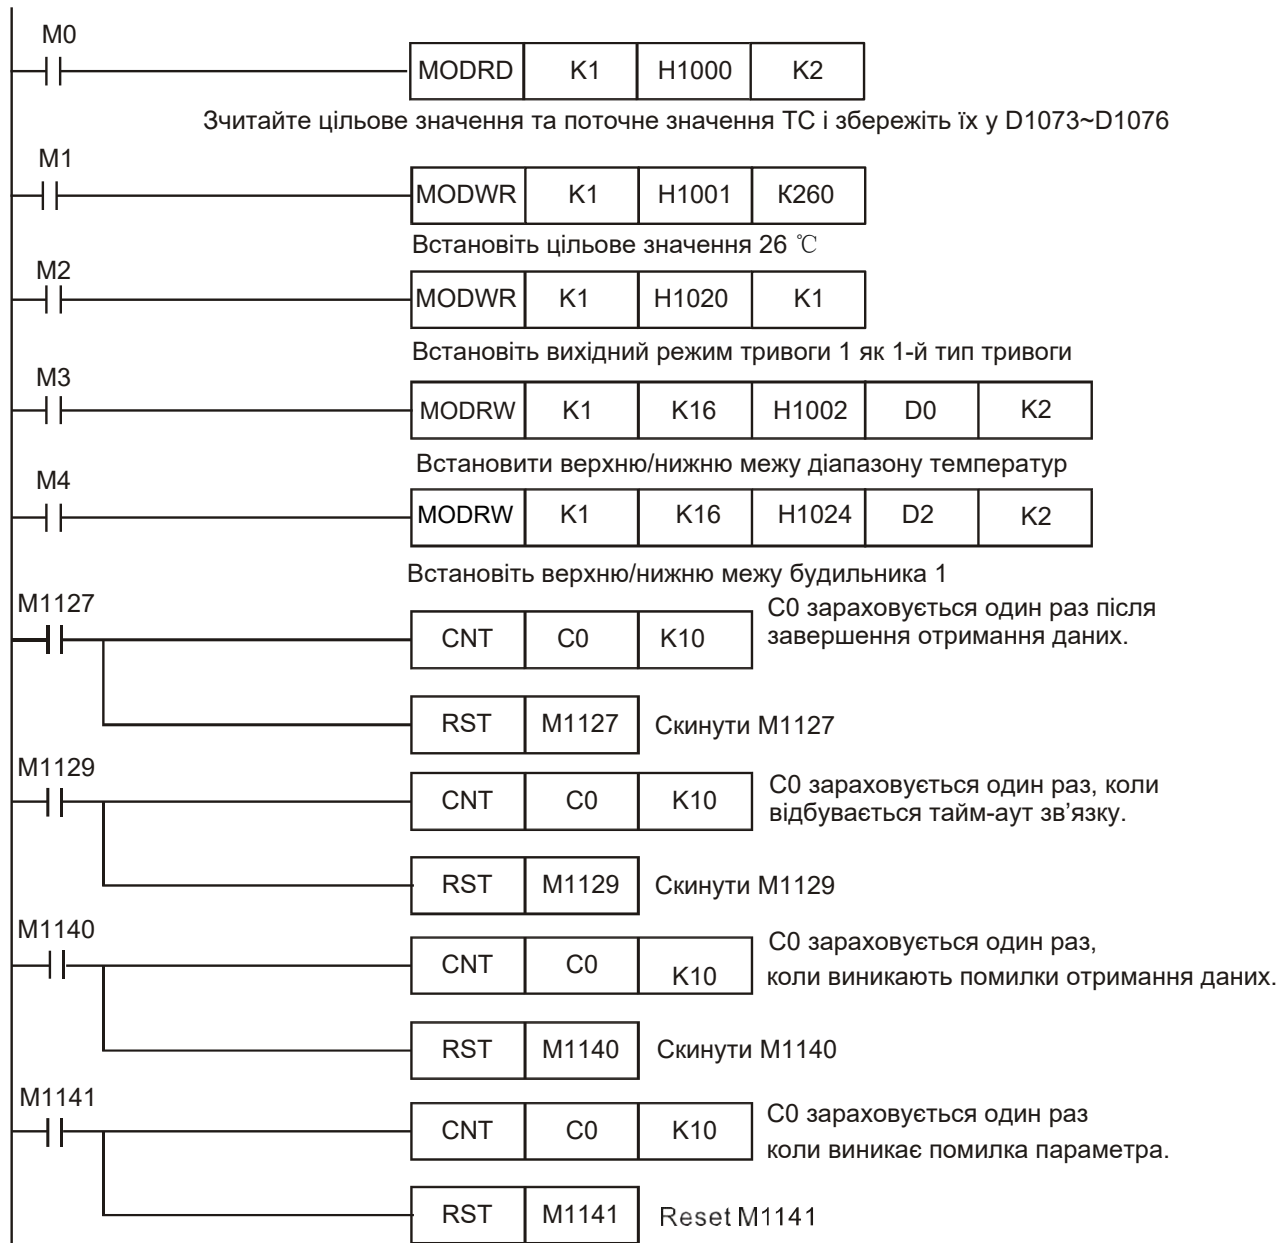 M0
MODRD K1 H1000 K2
Зчитайте цільове значення та поточне значення ТС і збережіть їх у D1073~D1076
M1
MODWR K1 H1001 К260
Встановіть цільове значення 26 ℃
M2
MODWR K1 H1020 K1
Встановіть вихідний режим тривоги 1 як 1-й тип тривоги
M3
MODRW K1 K16 H1002 D0 K2
Встановити верхню/нижню межу діапазону температур
M4
MODRW K1 K16 H1024 D2 K2
Встановіть верхню/нижню межу будильника 1
M1127
CNT C0 K10
C0 зараховується один раз після
завершення отримання даних.
RST M1127 Скинути M1127
M1129
CNT C0 K10
C0 зараховується один раз, коли
відбувається тайм-аут зв’язку.
RST M1129 Скинути M1129
M1140
CNT C0 K10
C0 зараховується один раз,
коли виникають помилки отримання даних.
RST M1140 Скинути M1140
M1141
CNT C0 K10
C0 зараховується один раз
коли виникає помилка параметра.
RST M1141 Reset M1141